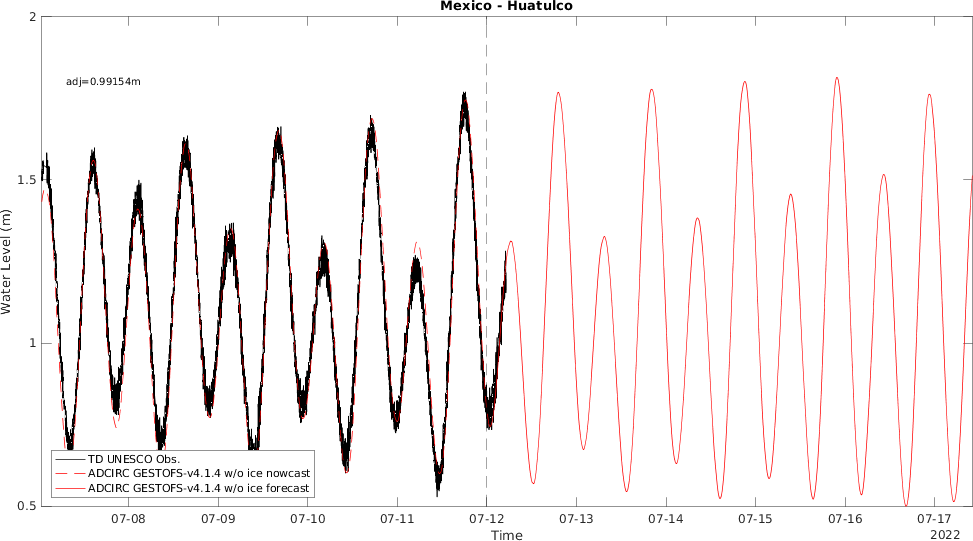 Mexico - Huatulco
2
adj=0.99154m
1.5
Water Level (m)
1
TD UNESCO Obs.
ADCIRC GESTOFS-v4.1.4 w/o ice nowcast
ADCIRC GESTOFS-v4.1.4 w/o ice forecast
0.5
07-08 07-09 07-10 07-11 07-12 07-13 07-14 07-15 07-16 07-17
Time 2022